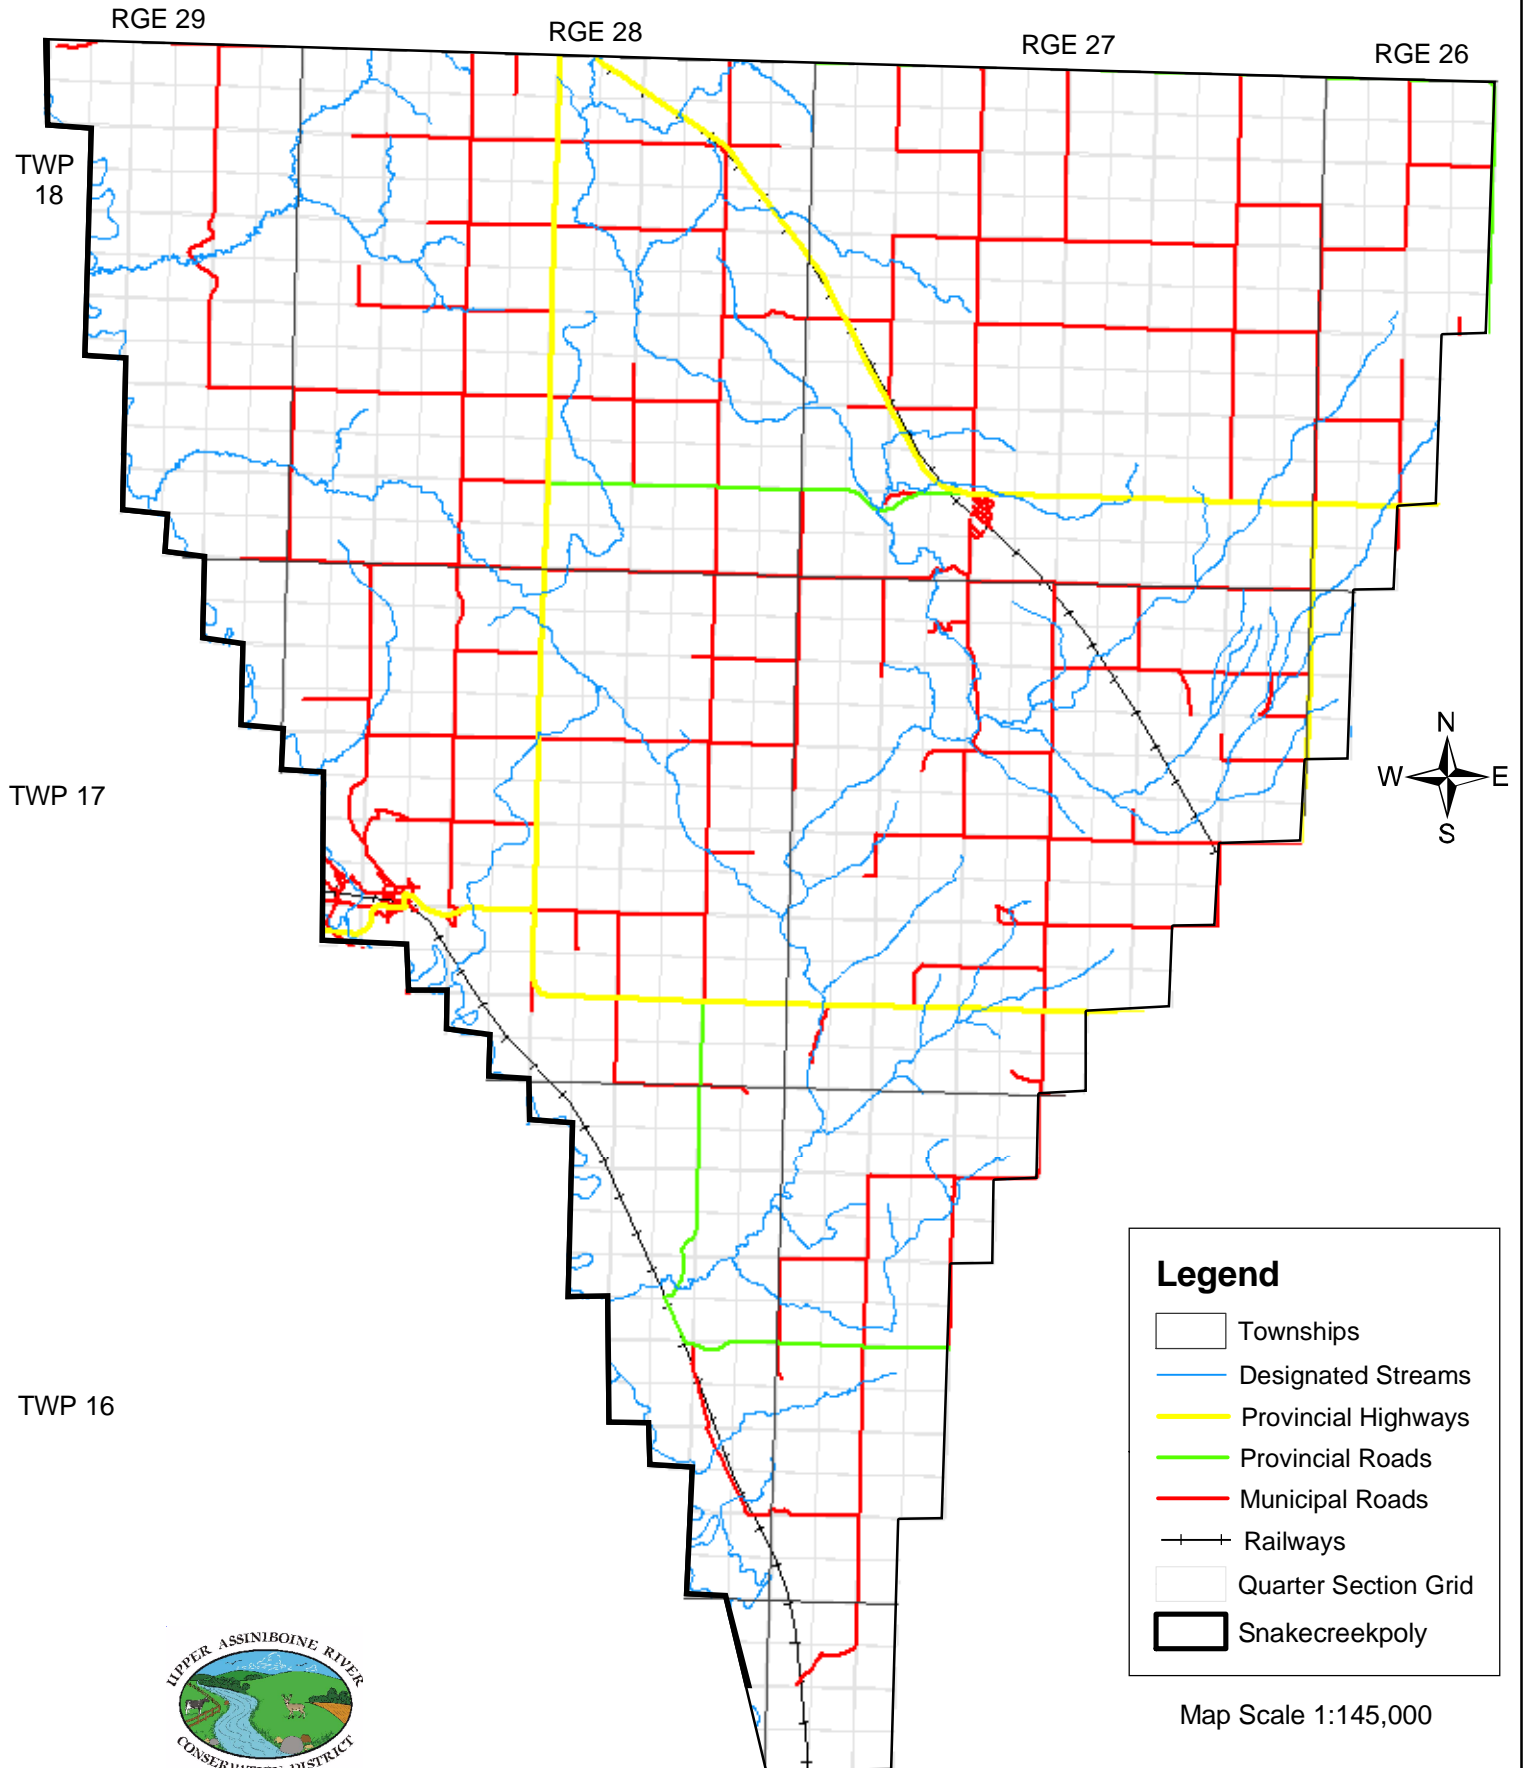 RGE 29
RGE 28
RGE 27
RGE 26
TWP
18
N
W E
S
TWP 17
TWP 16
Legend
Townships
Designated Streams
Provincial Highways
Provincial Roads
Municipal Roads
Railways
Quarter Section Grid
Snakecreekpoly
Map Scale 1:145,000
UPPER ASSINIBOINE RIVER
CONSERVATION DISTRICT